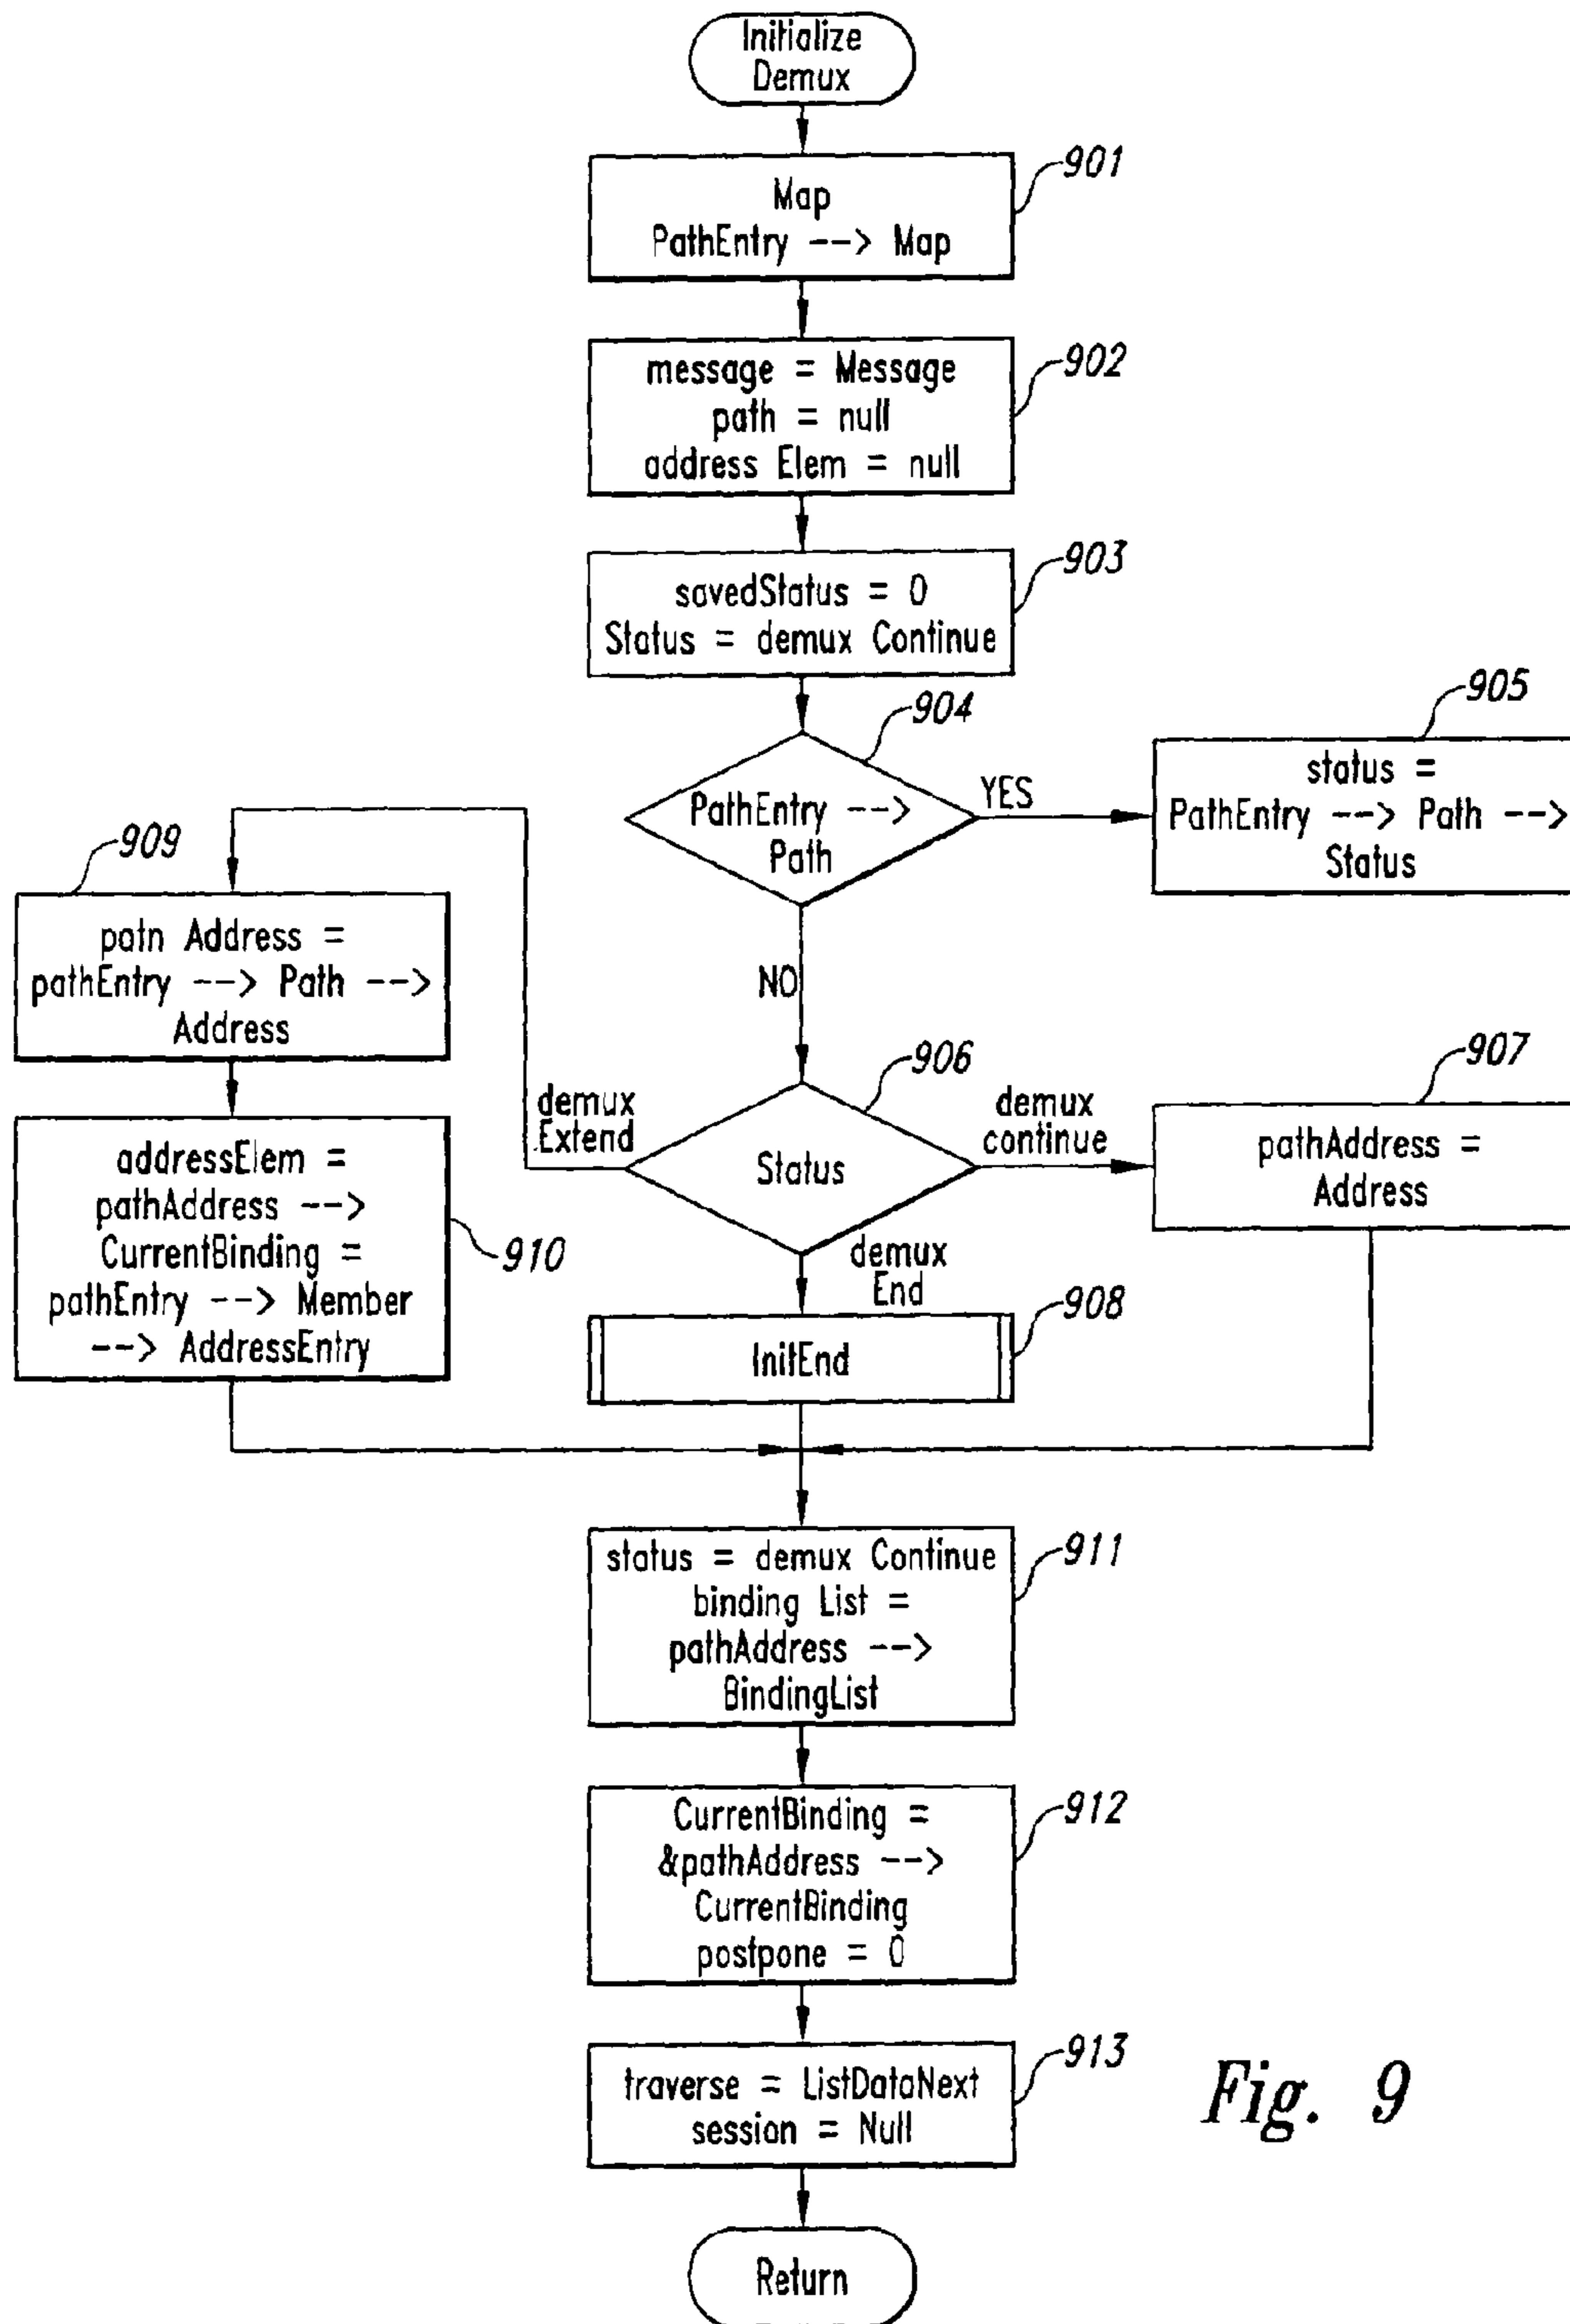 Initialize
Demux
901
Map
PathEntry --> Map
902
message = Message
path = null
address Elem = null
903
savedStatus = 0
Status = demux Continue
904
PathEntry -->
Path
YES
905
status =
PathEntry --> Path -->
Status
NO
909
patn Address =
pathEntry --> Path -->
Address
906
demux
Extend
Status
demux
continue
907
pathAddress =
Address
demux
End
910
addressElem =
pathAddress -->
CurrentBinding =
pathEntry --> Member
--> AddressEntry
908
InitEnd
911
status = demux Continue
binding List =
pathAddress -->
BindingList
912
CurrentBinding =
&pathAddress -->
CurrentBinding
postpone = 0
913
traverse = ListDataNext
session = Null
Return
Fig. 9